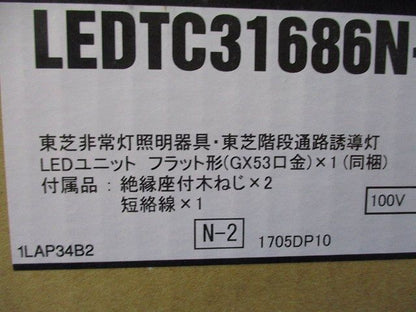 LEDTC31686N-
東芝非常灯照明器具・東芝階段通路誘導灯
LEDユニット フラット形(GX53口金)×1(同梱)
付属品：絶縁座付木ねじ×2
短絡線×1
100V
N-2
1705DP10
1LAP34B2